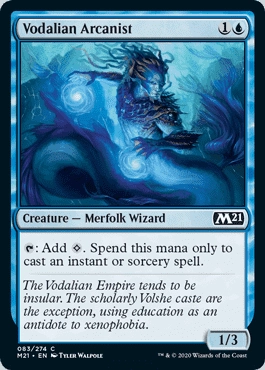 Vodalian Arcanist 1
Creature — Merfolk Wizard M21
: Add . Spend this mana only to
cast an instant or sorcery spell.
The Vodalian Empire tends to be
insular. The scholarly Volshe caste are
the exception, using education as an
antidote to xenophobia.
1/3
083/274 C
M21 • EN TYLER WALPOLE ™ & © 2020 Wizards of the Coast